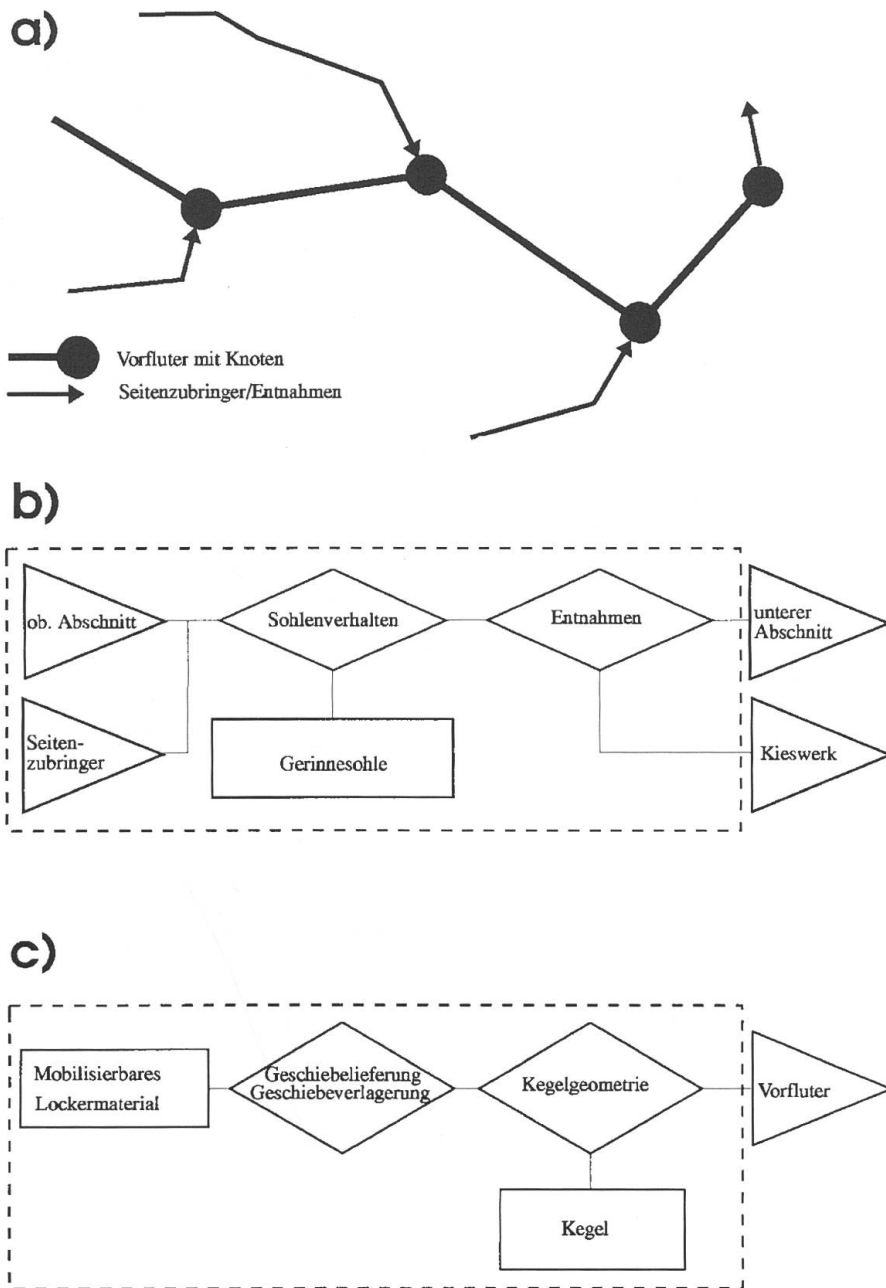 a)
Vorfluter mit Knoten
Seitenzubringer/Entnahmen
b)
ob. Abschnitt
Sohlenverhalten
Entnahmen
unterer
Abschnitt
Seiten-
zubringer
Gerinnesohle
Kieswerk
c)
Mobilisierbares
Lockermaterial
Geschiebelieferung
Geschiebeverlagerung
Kegelgeometrie
Vorfluter
Kegel